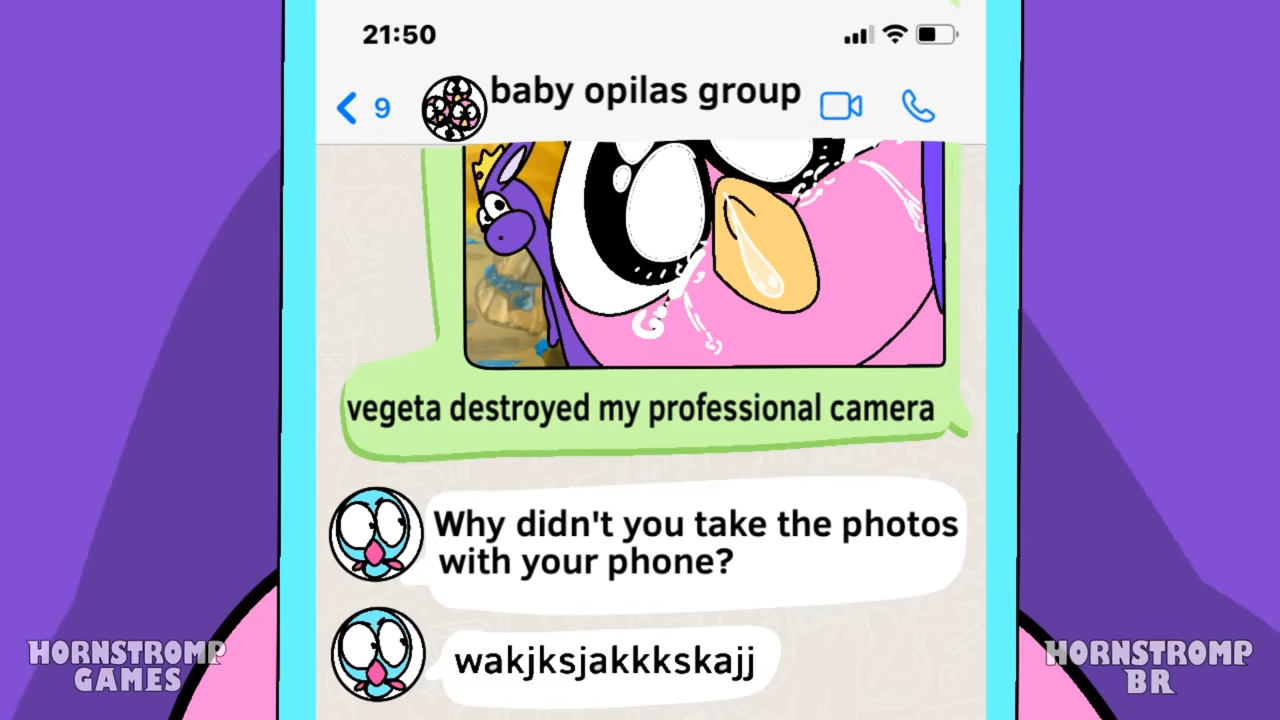 21:50
9
baby opilas group
vegeta destroyed my professional camera
Why didn't you take the photos
with your phone?
wakjksjakkkskajj
HORNSTROMP
GAMES
HORNSTROMP
BR